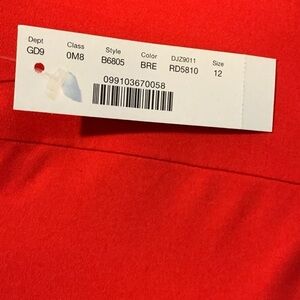 Dept Class Style Color DJZ9011 Size
GD9 0M8 B6805 BRE RD5810 12
099103670058